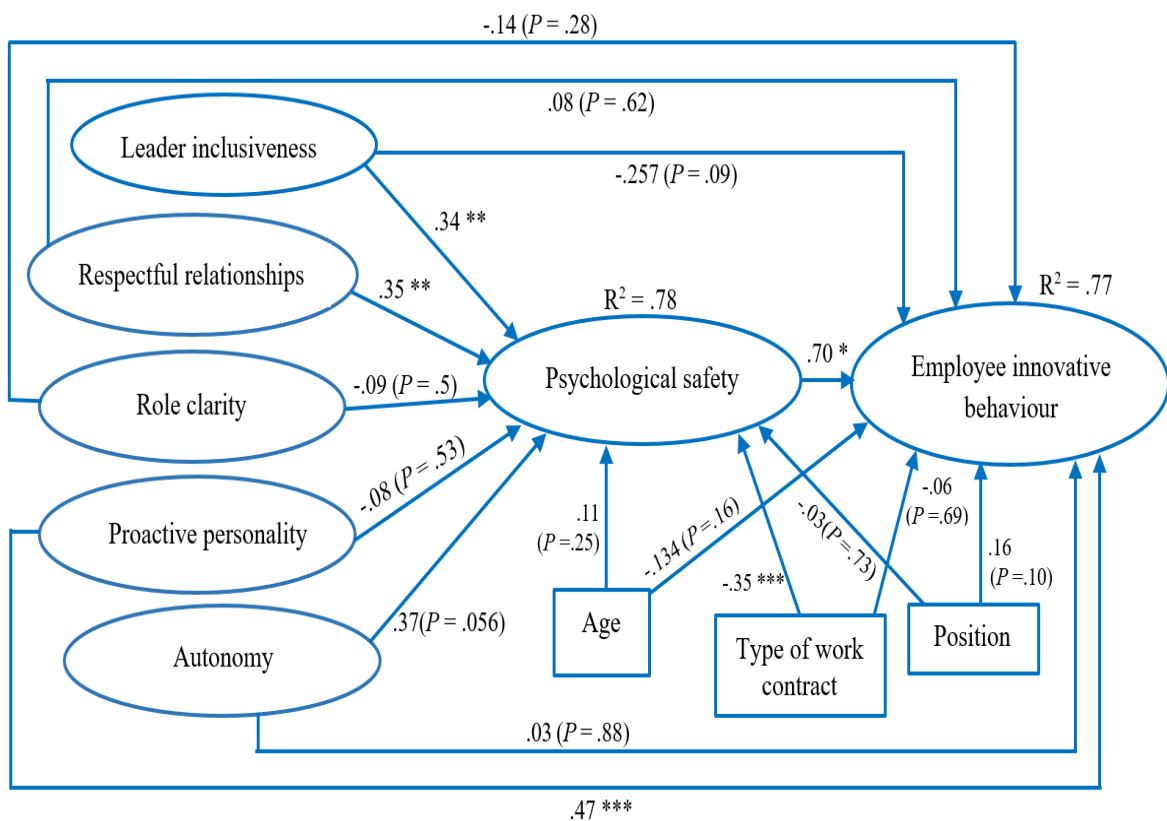 -.14 (P = .28)
.08 (P = .62)
Leader inclusiveness
-.257 (P = .09)
.34 **
Respectful relationships
.35 **
R² = .78
R² = .77
.70 *
Psychological safety
Employee innovative
behaviour
Role clarity
-.09 (P = .5)
-.08 (P = .53)
Proactive personality
.11
(P=.25)
-.134 (P=.16)
-.03(P=.73)
-.06
(P=.69)
.16
(P=.10)
-.35 ***
.37(P = .056)
Age
Type of work
contract
Position
Autonomy
.03 (P = .88)
.47 ***